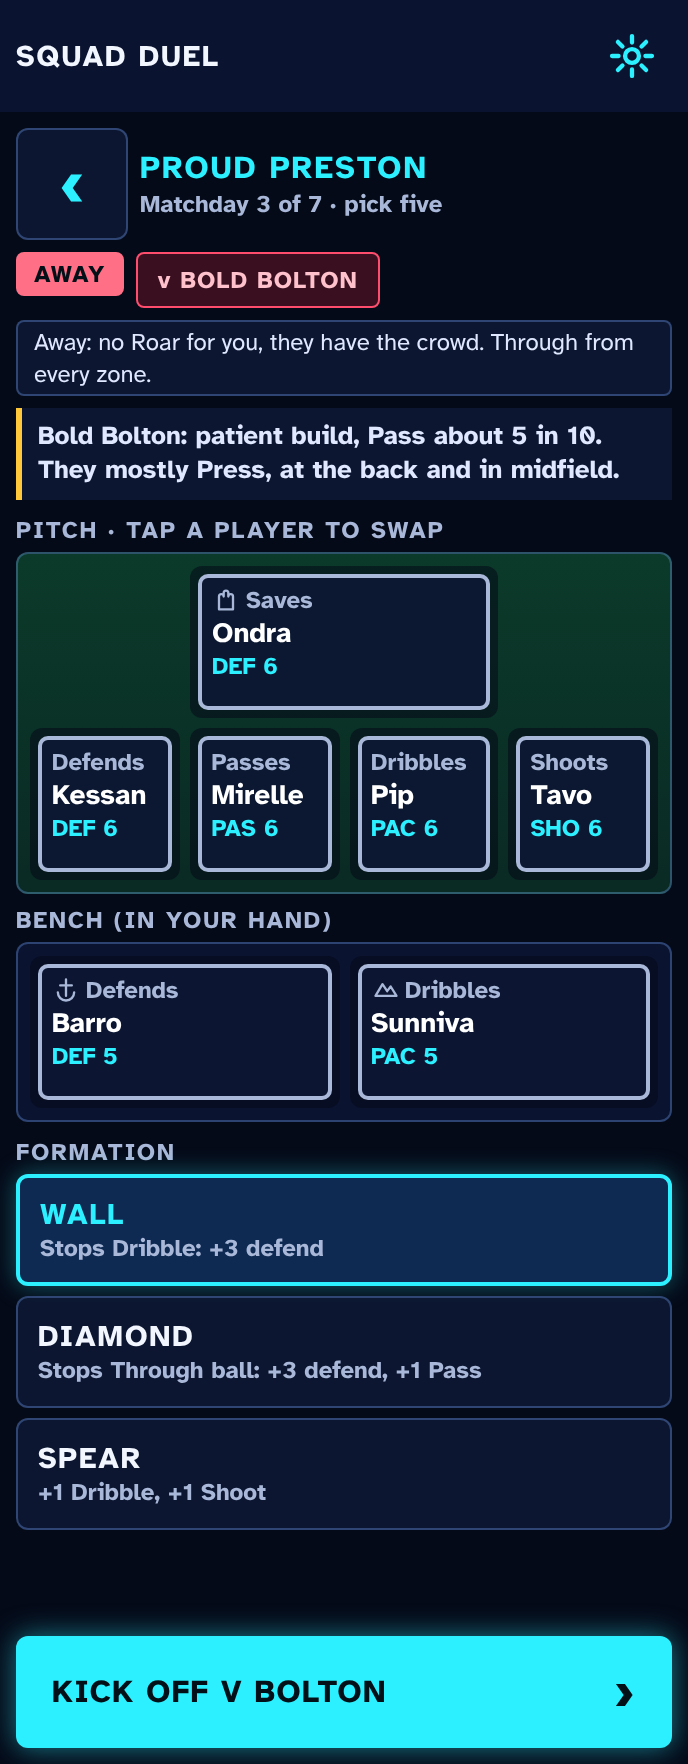 SQUAD DUEL
‹
PROUD PRESTON
Matchday 3 of 7 · pick five
AWAY
v BOLD BOLTON
Away: no Roar for you, they have the crowd. Through from
every zone.
Bold Bolton: patient build, Pass about 5 in 10.
They mostly Press, at the back and in midfield.
PITCH · TAP A PLAYER TO SWAP
Saves
Ondra
DEF 6
Defends
Kessan
DEF 6
Passes
Mirelle
PAS 6
Dribbles
Pip
PAC 6
Shoots
Tavo
SHO 6
BENCH (IN YOUR HAND)
Defends
Barro
DEF 5
Dribbles
Sunniva
PAC 5
FORMATION
WALL
Stops Dribble: +3 defend
DIAMOND
Stops Through ball: +3 defend, +1 Pass
SPEAR
+1 Dribble, +1 Shoot
KICK OFF V BOLTON ›